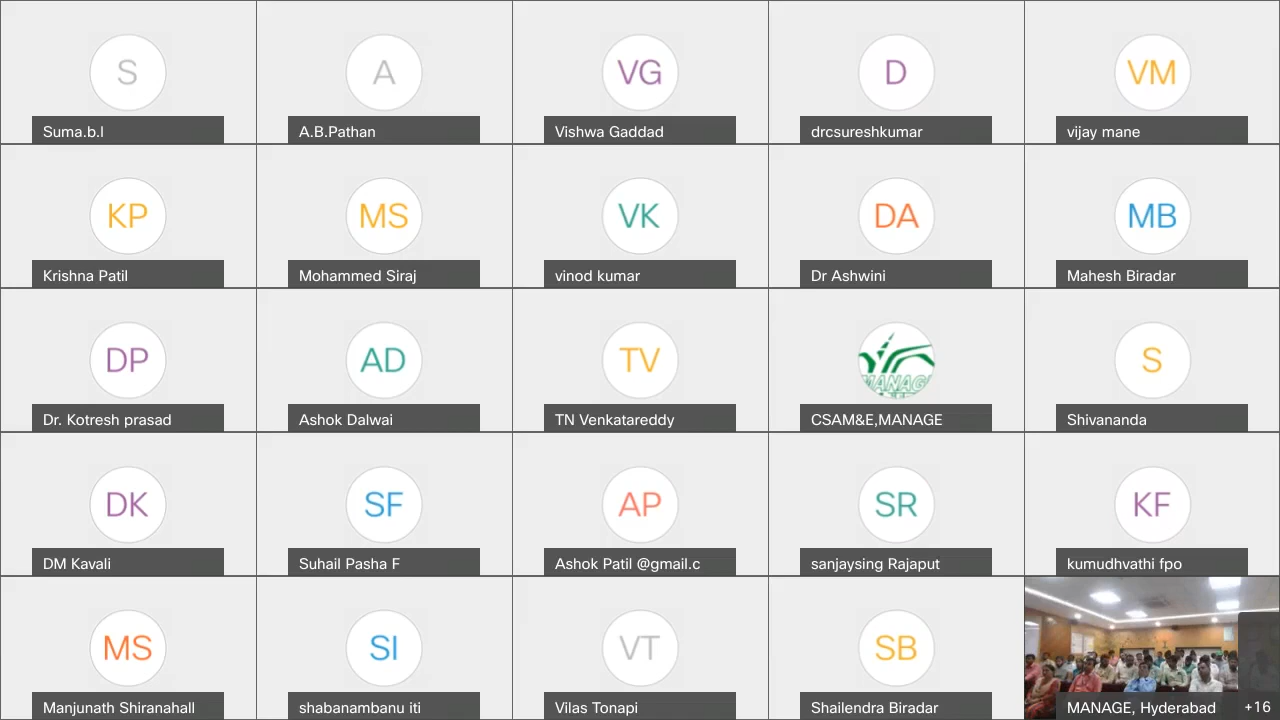 S
A
VG
D
VM
Suma.b.l
A.B.Pathan
Vishwa Gaddad
drcsureshkumar
vijay mane
KP
MS
VK
DA
MB
Krishna Patil
Mohammed Siraj
vinod kumar
Dr Ashwini
Mahesh Biradar
DP
AD
TV
MANAGE
S
Dr. Kotresh prasad
Ashok Dalwai
TN Venkatareddy
CSAM&E,MANAGE
Shivananda
DK
SF
AP
SR
KF
DM Kavali
Suhail Pasha F
Ashok Patil @gmail.c
sanjaysing Rajaput
kumudhvathi fpo
MS
SI
VT
SB
Manjunath Shiranahall
shabanambanu iti
Vilas Tonapi
Shailendra Biradar
MANAGE, Hyderabad
+16